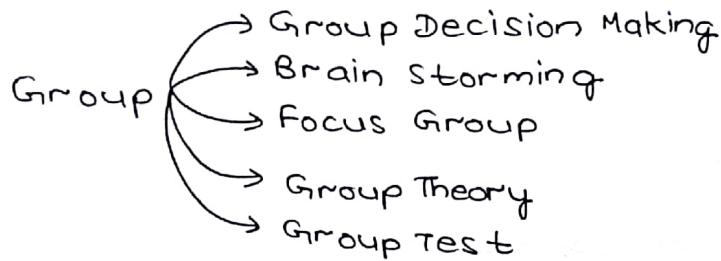 Group
Group Decision Making
Brain Storming
Focus Group
Group Theory
Group Test